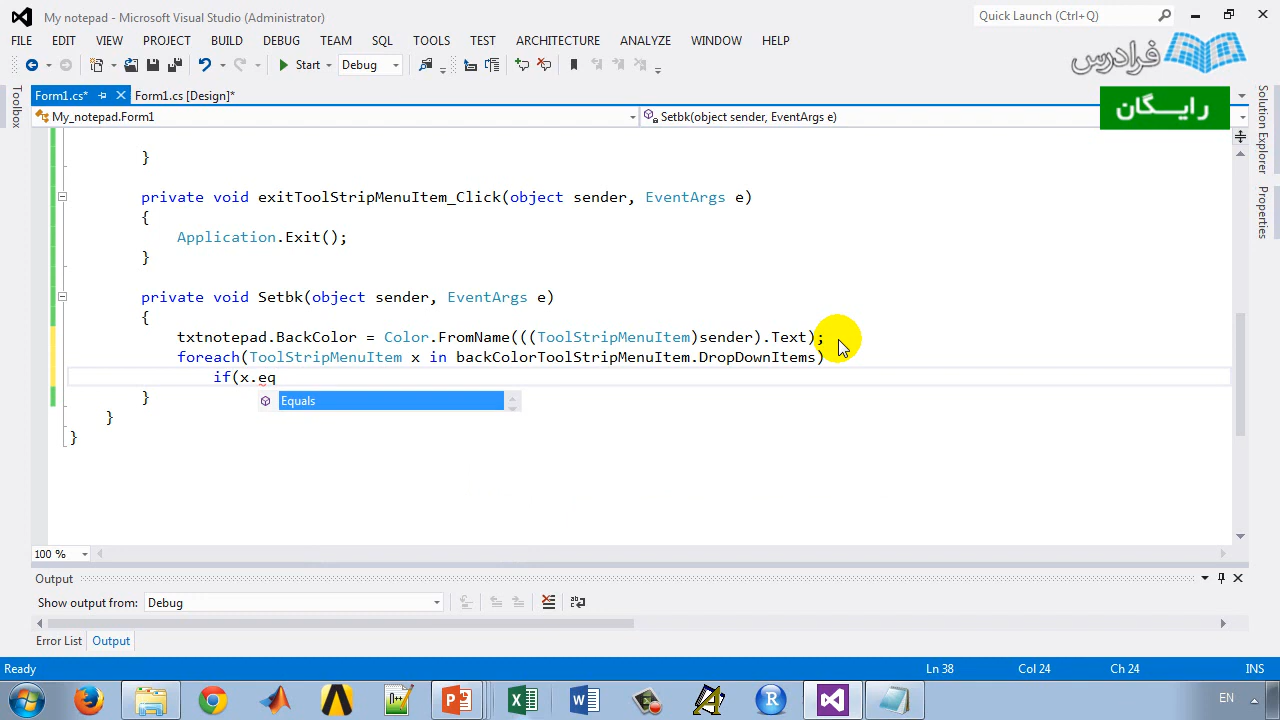 My notepad - Microsoft Visual Studio (Administrator)
Quick Launch (Ctrl+Q)
FILE EDIT VIEW PROJECT BUILD DEBUG TEAM SQL TOOLS TEST ARCHITECTURE ANALYZE WINDOW HELP
Start Debug
فرادرس
رایگان
Form1.cs* Form1.cs [Design]*
My_notepad.Form1
Setbk(object sender, EventArgs e)
Toolbox
Solution Explorer
Properties
}
private void exitToolStripMenuItem_Click(object sender, EventArgs e)
{
Application.Exit();
}
private void Setbk(object sender, EventArgs e)
{
txtnotepad.BackColor = Color.FromName(((ToolStripMenuItem)sender).Text);
foreach(ToolStripMenuItem x in backColorToolStripMenuItem.DropDownItems)
if(x.eq
Equals
}
}
}
100 %
Output
Show output from: Debug
Error List Output
Ready Ln 38 Col 24 Ch 24 INS
EN